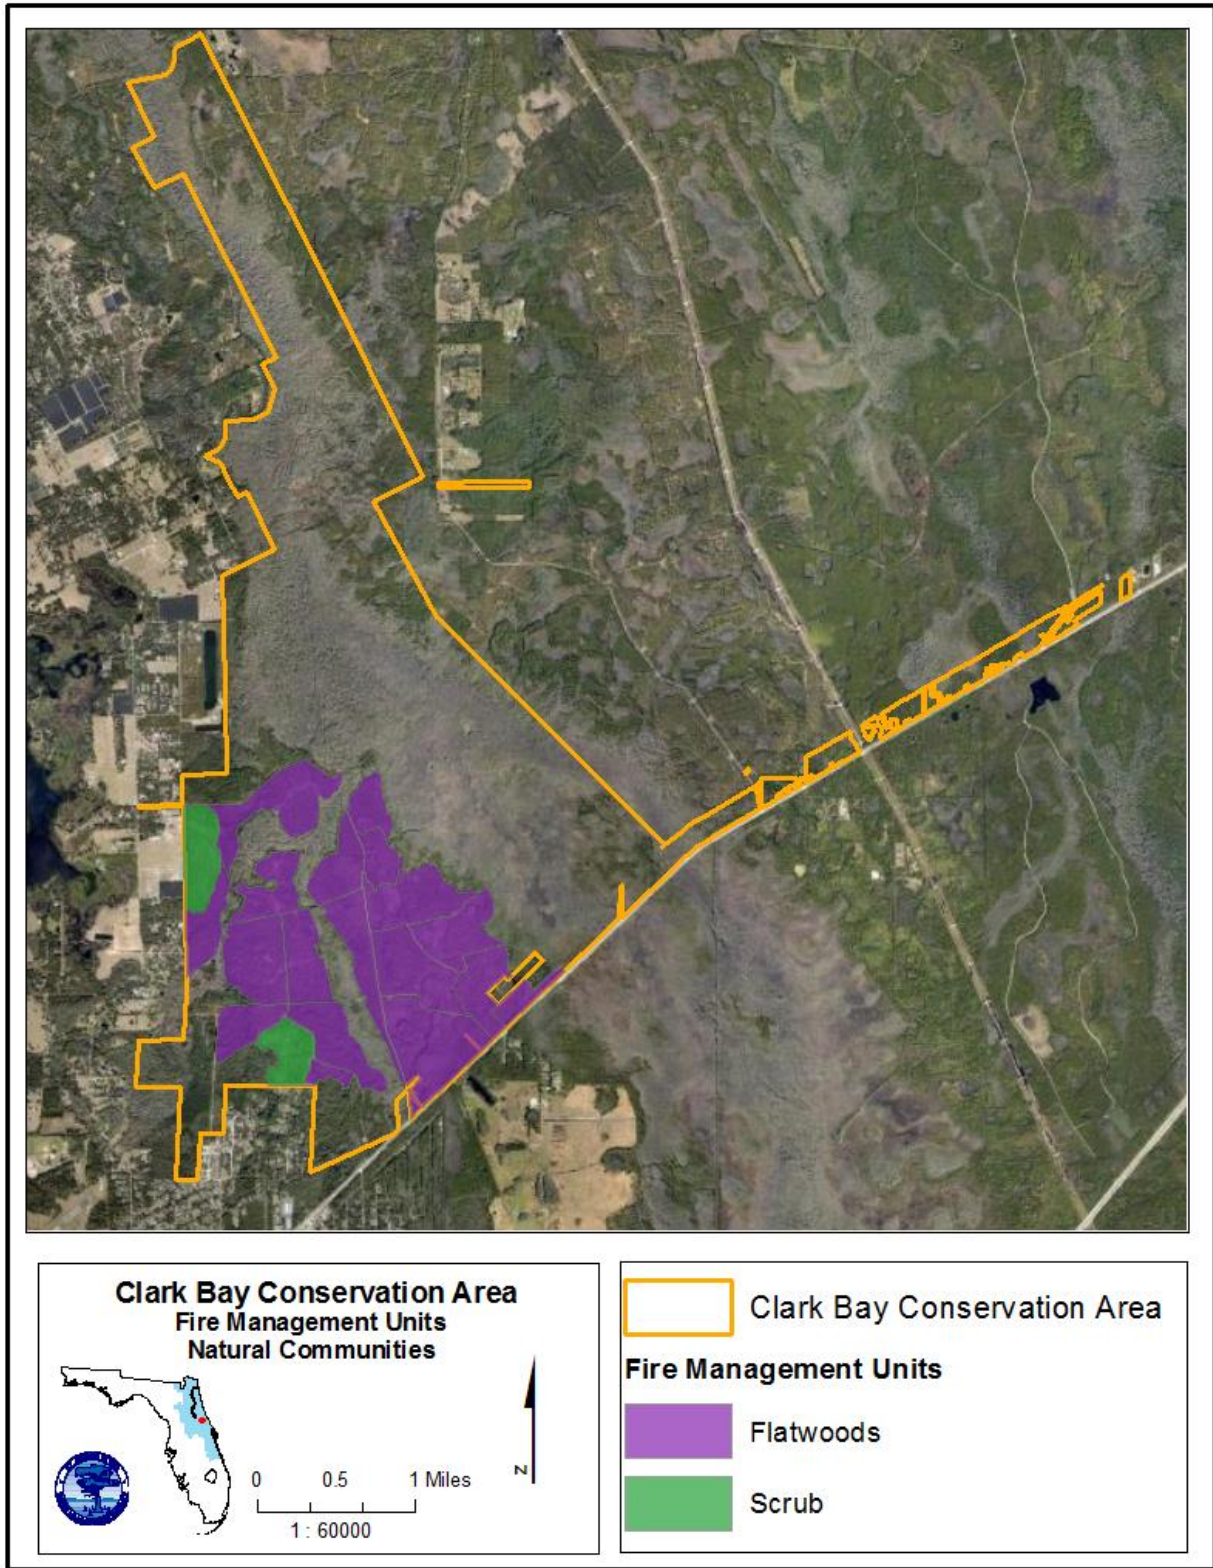 Clark Bay Conservation Area
Fire Management Units
Natural Communities
N
0 0.5 1 Miles
1 : 60000
Clark Bay Conservation Area
Fire Management Units
Flatwoods
Scrub